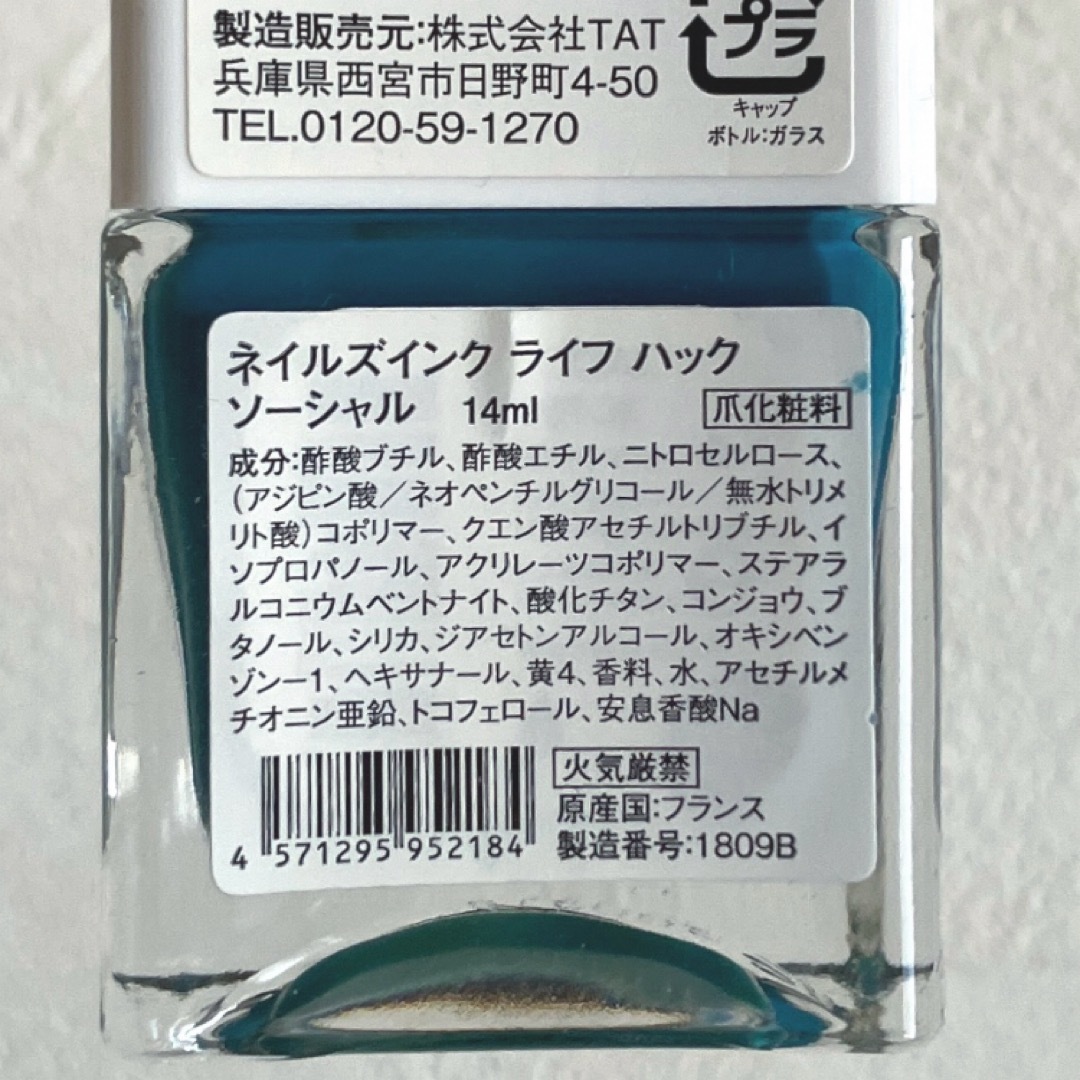 製造販売元:株式会社TAT
兵庫県西宮市日野町4-50
TEL.0120-59-1270
プラ
キャップ
ボトル:ガラス
ネイルズインク ライフ ハック
ソーシャル 14ml 爪化粧料
成分:酢酸ブチル、酢酸エチル、ニトロセルロース、
(アジピン酸/ネオペンチルグリコール/無水トリメ
リト酸)コポリマー、クエン酸アセチルトリブチル、イ
ソプロパノール、アクリレーツコポリマー、ステアラ
ルコニウムベントナイト、酸化チタン、コンジョウ、ブ
タノール、シリカ、ジアセトンアルコール、オキシベン
ゾン−1、ヘキサナール、黄4、香料、水、アセチルメ
チオニン亜鉛、トコフェロール、安息香酸Na
火気厳禁
原産国:フランス
製造番号:1809B
4 571295 952184